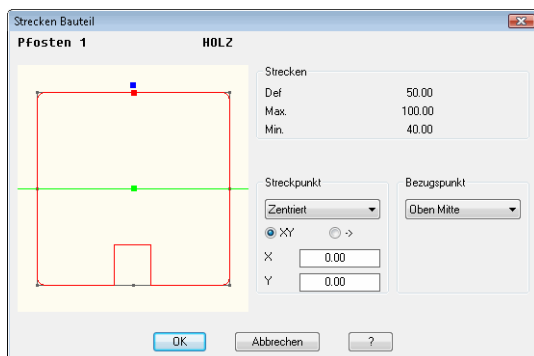 Strecken Bauteil
Pfosten 1 HOLZ
Strecken
Def 50.00
Max. 100.00
Min. 40.00
Streckpunkt
Zentriert
XY ->
X 0.00
Y 0.00
Bezugspunkt
Oben Mitte
OK Abbrechen ?